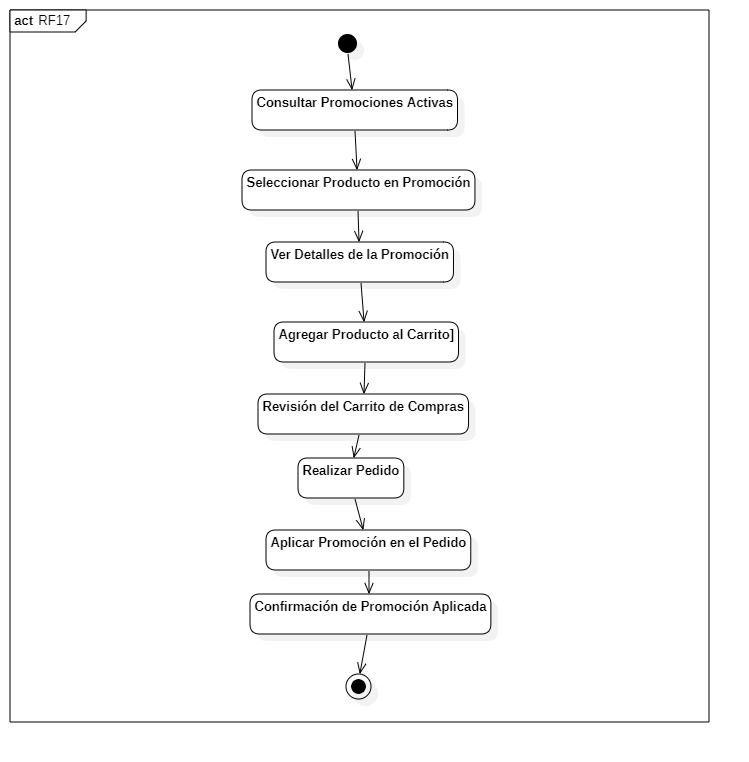 act RF17
Consultar Promociones Activas
Seleccionar Producto en Promoción
Ver Detalles de la Promoción
Agregar Producto al Carrito]
Revisión del Carrito de Compras
Realizar Pedido
Aplicar Promoción en el Pedido
Confirmación de Promoción Aplicada